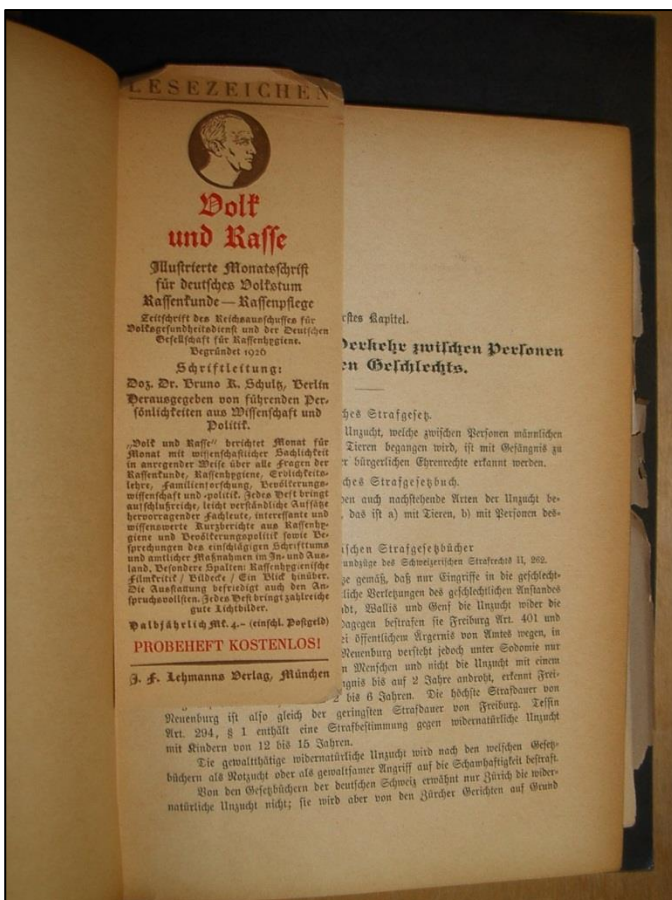 LESEZEICHEN
Volk
und Rasse
Illustrierte Monatsschrift
für deutsches Volkstum
Rassenkunde — Rassenpflege
Zeitschrift des Reichsausschusses für
Volksgesundheitsdienst und der Deutschen
Gesellschaft für Rassenhygiene.
Begründet 1926
Schriftleitung:
Doz. Dr. Bruno K. Schultz, Berlin
Herausgegeben von führenden Per-
sönlichkeiten aus Wissenschaft und
Politik.
„Volk und Rasse“ berichtet Monat für
Monat mit wissenschaftlicher Sachlichkeit
in anregender Weise über alle Fragen der
Rassenkunde, Rassenhygiene, Erblichkeits-
lehre, Familienforschung, Bevölkerungs-
wissenschaft und -politik. Jedes Heft bringt
aufschlußreiche, leicht verständliche Aufsätze
hervorragender Fachleute, interessante und
wissenswerte Kurzberichte aus Rassenhy-
giene und Bevölkerungspolitik sowie Be-
sprechungen des einschlägigen Schrifttums
und amtlicher Maßnahmen im In- und Aus-
land. Besondere Spalten: Rassenhygienische
Filmkritik / Bildecke / Ein Blick hinüber.
Die Ausstattung befriedigt auch den An-
spruchsvollsten. Jedes Heft bringt zahlreiche
gute Lichtbilder.
Halbjährlich Mk. 4.– (einschl. Postgeld)
PROBEHEFT KOSTENLOS!
J. F. Lehmanns Verlag, München
rstes Kapitel.
Verkehr zwischen Personen
en Geschlechts.
hes Strafgesetz.
Unzucht, welche zwischen Personen männlichen
Tieren begangen wird, ist mit Gefängnis zu
r bürgerlichen Ehrenrechte erkannt werden.
ches Strafgesetzbuch.
en auch nachstehende Arten der Unzucht be-
das ist a) mit Tieren, b) mit Personen des-
ischen Strafgesetzbücher
undzüge des Schweizerischen Strafrechts II, 262.
ze gemäß, daß nur Eingriffe in die geschlecht-
liche Verletzungen des geschlechtlichen Anstandes
dt, Wallis und Genf die Unzucht wider die
Dagegen bestrafen sie Freiburg Art. 401 und
ei öffentlichem Ärgernis von Amtes wegen, in
Neuenburg versteht jedoch unter Sodomie nur
n Menschen und nicht die Unzucht mit einem
gnis bis auf 2 Jahre androht, erkennt Frei-
2 bis 6 Jahren. Die höchste Strafdauer von
Neuenburg ist also gleich der geringsten Strafdauer von Freiburg. Tessin
Art. 294, § 1 enthält eine Strafbestimmung gegen widernatürliche Unzucht
mit Kindern von 12 bis 15 Jahren.
Die gewaltthätige widernatürliche Unzucht wird nach den welschen Gesetz-
büchern als Notzucht oder als gewaltsamer Angriff auf die Schamhaftigkeit bestraft.
Von den Gesetzbüchern der deutschen Schweiz erwähnt nur Zürich die wider-
natürliche Unzucht nicht; sie wird aber von den Zürcher Gerichten auf Grund